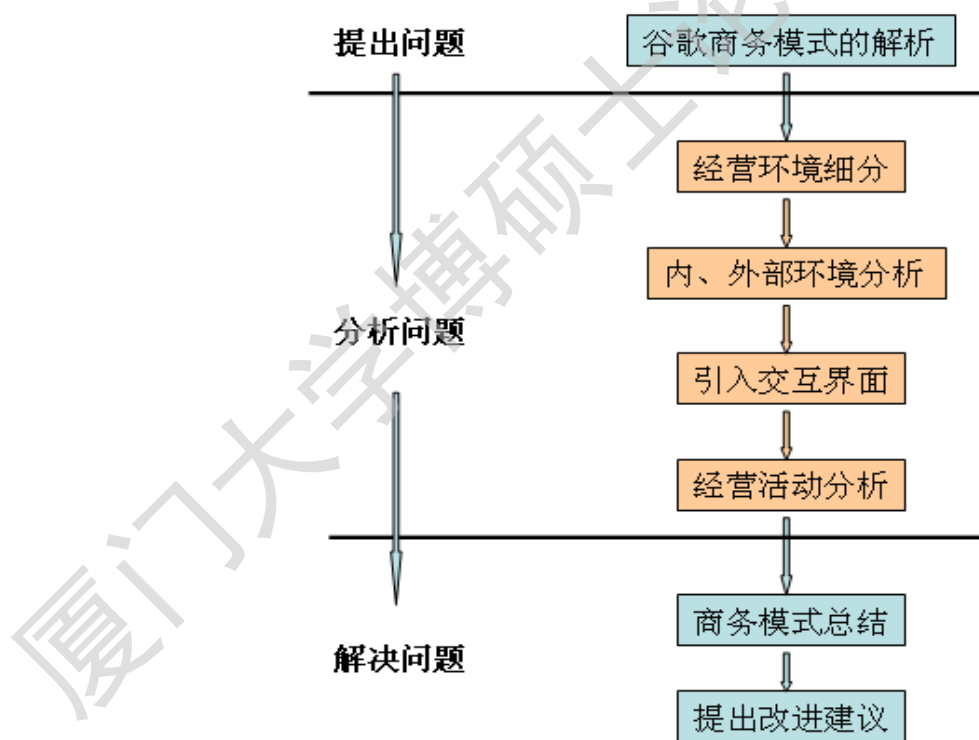 提出问题
谷歌商务模式的解析
经营环境细分
内、外部环境分析
分析问题
引入交互界面
经营活动分析
商务模式总结
解决问题
提出改进建议
厦门大学博硕士论